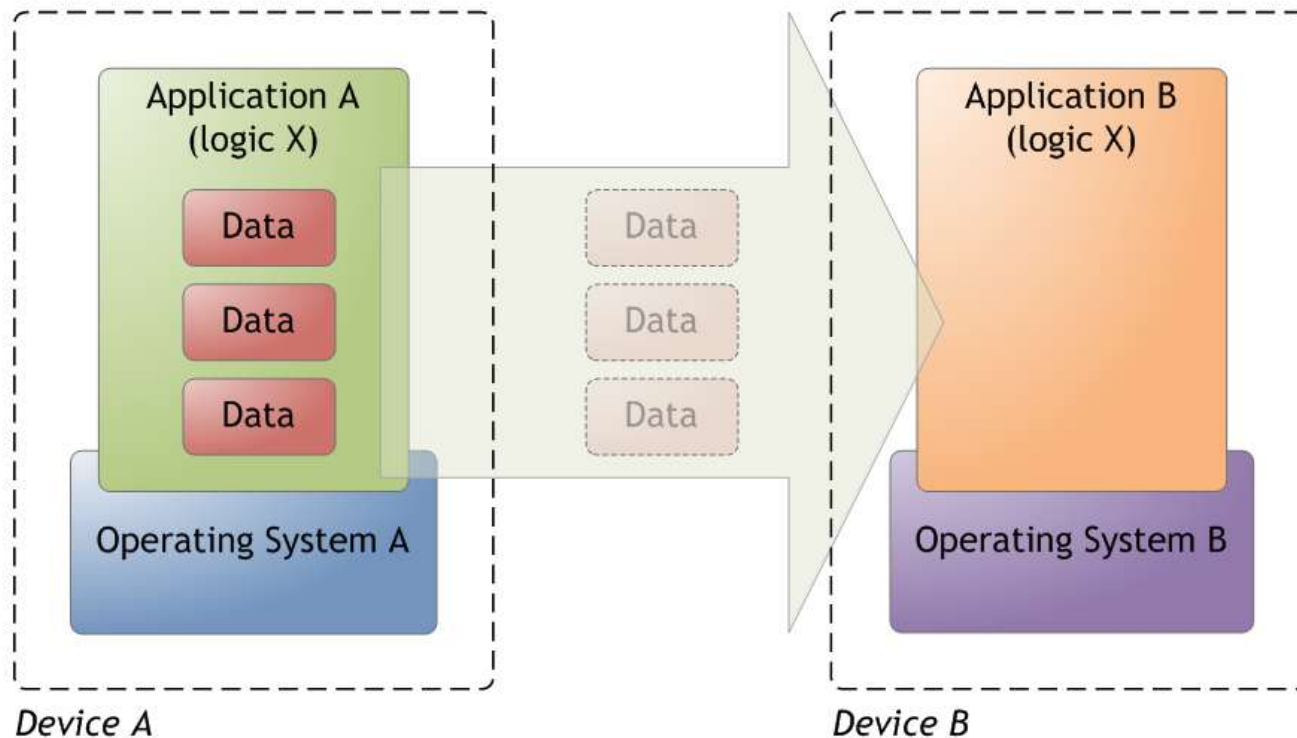 Application A
(logic X)
Data
Data
Data
Operating System A
Device A
Data
Data
Data
Application B
(logic X)
Operating System B
Device B